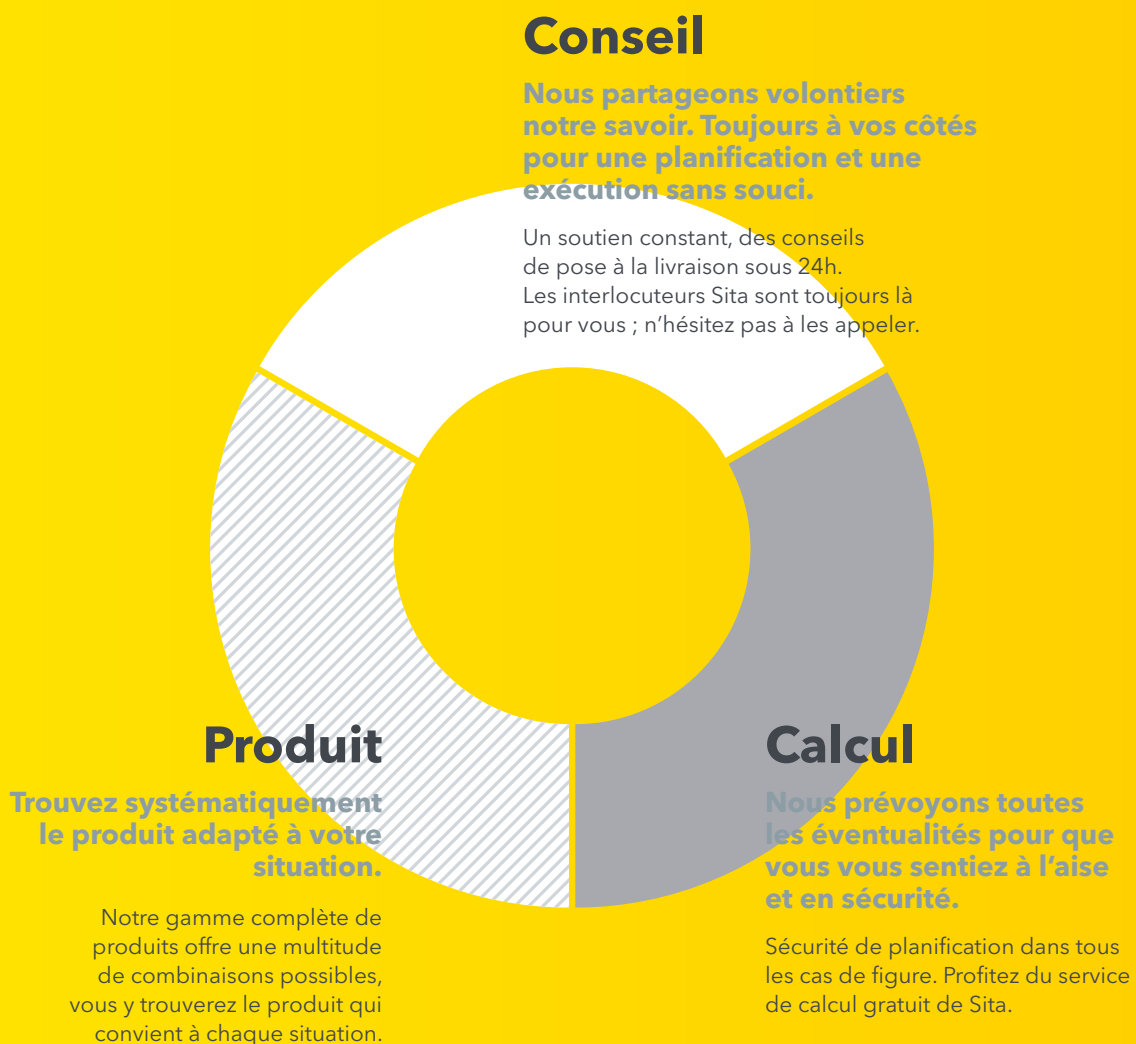 Conseil
Nous partageons volontiers
notre savoir. Toujours à vos côtés
pour une planification et une
exécution sans souci.
Un soutien constant, des conseils
de pose à la livraison sous 24h.
Les interlocuteurs Sita sont toujours là
pour vous ; n’hésitez pas à les appeler.
Produit
Trouvez systématiquement
le produit adapté à votre
situation.
Notre gamme complète de
produits offre une multitude
de combinaisons possibles,
vous y trouverez le produit qui
convient à chaque situation.
Calcul
Nous prévoyons toutes
les éventualités pour que
vous vous sentiez à l’aise
et en sécurité.
Sécurité de planification dans tous
les cas de figure. Profitez du service
de calcul gratuit de Sita.